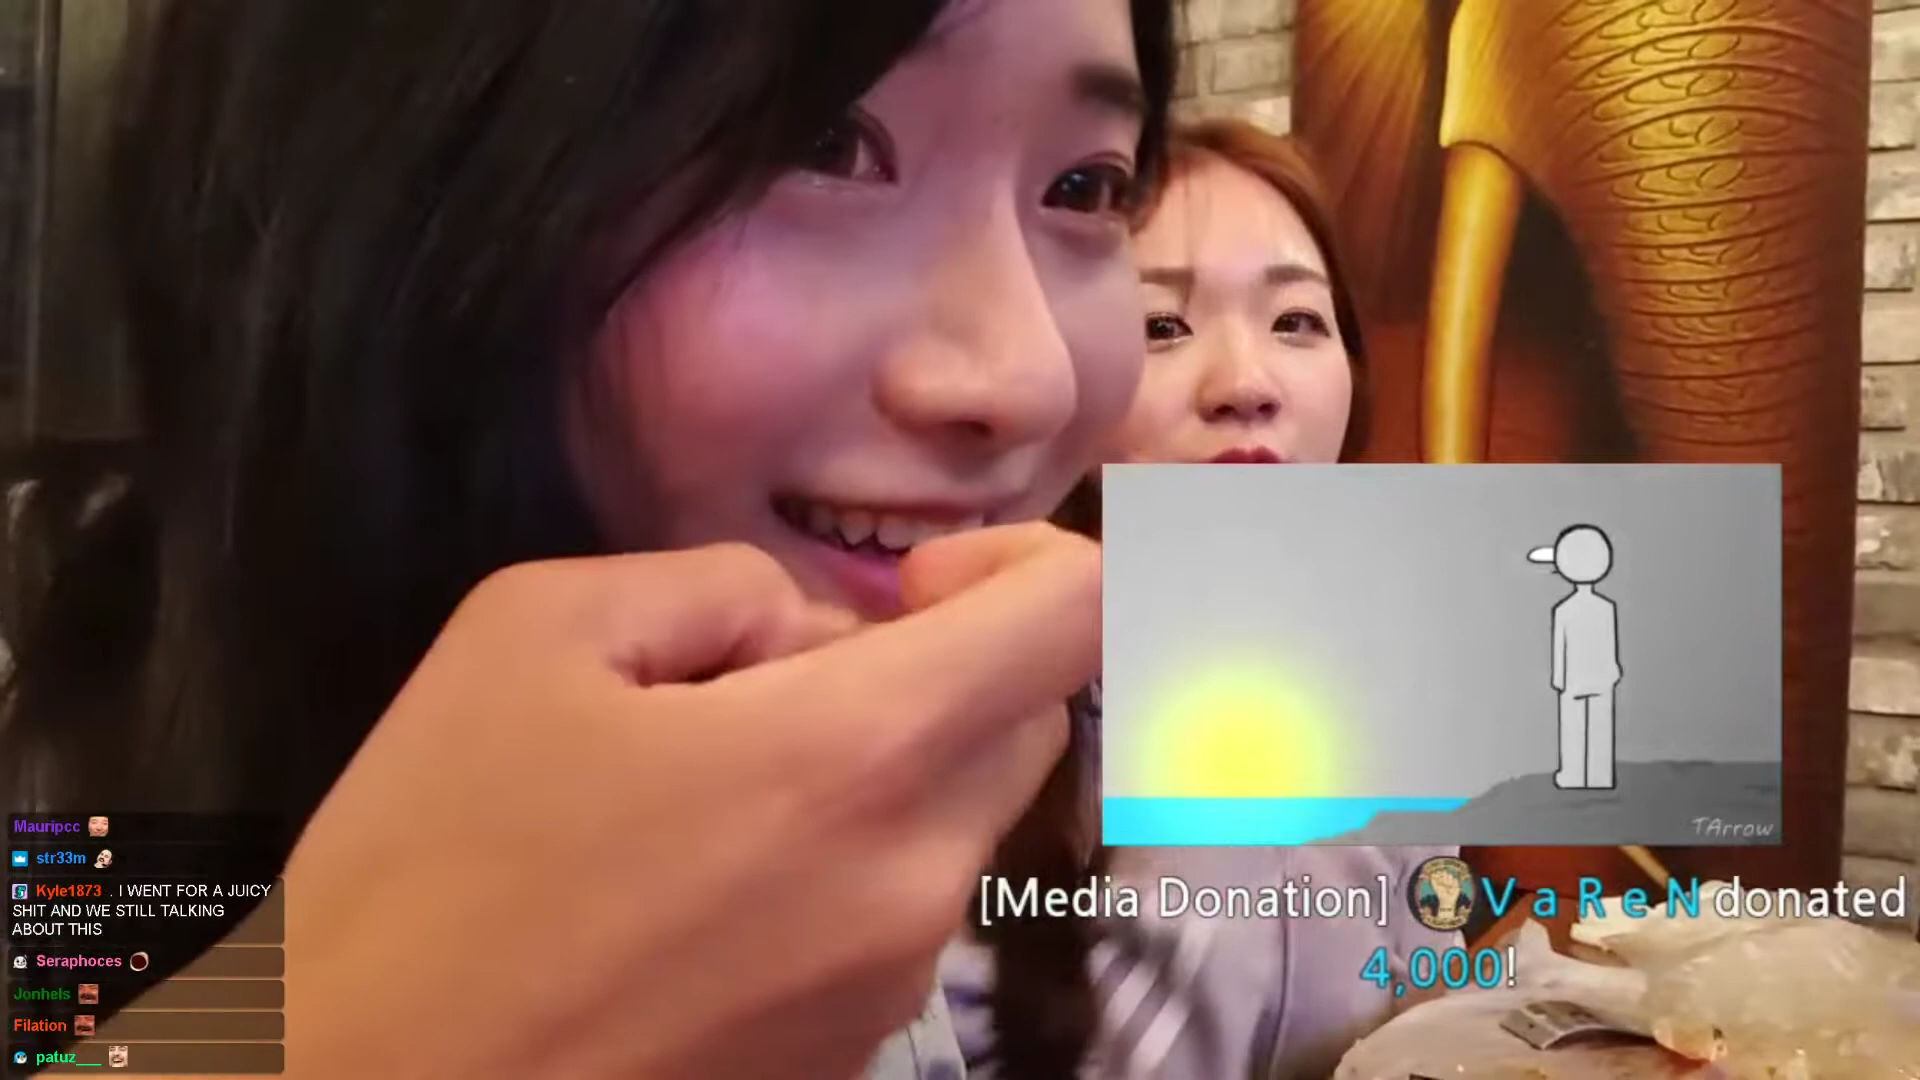 TArrow
[Media Donation] V a R e N donated
4,000!
Mauripcc
str33m
Kyle1873 . I WENT FOR A JUICY
SHIT AND WE STILL TALKING
ABOUT THIS
Seraphoces
Jonhels
Filation
patuz___